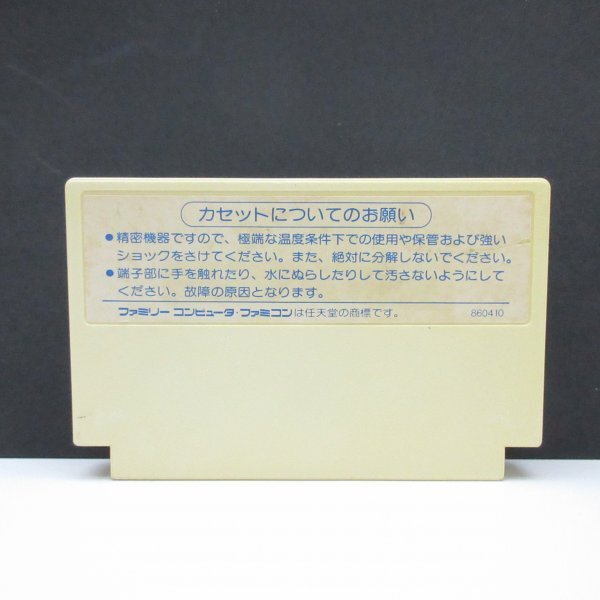 カセットについてのお願い
●精密機器ですので、極端な温度条件下での使用や保管および強い
ショックをさけてください。また、絶対に分解しないでください。
●端子部に手を触れたり、水にぬらしたりして汚さないようにして
ください。故障の原因となります。
ファミリー コンピュータ・ファミコンは任天堂の商標です。 860410